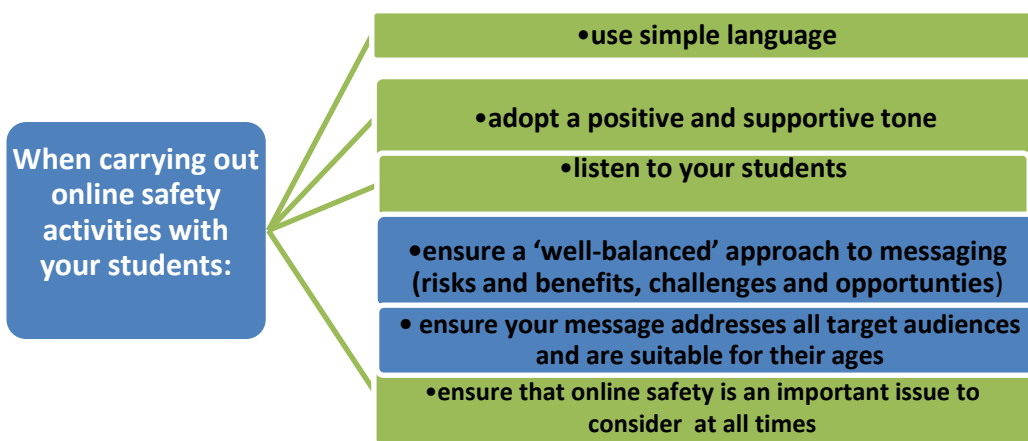 When carrying out
online safety
activities with
your students:
•use simple language
•adopt a positive and supportive tone
•listen to your students
•ensure a ‘well-balanced’ approach to messaging
(risks and benefits, challenges and opportunties)
• ensure your message addresses all target audiences
and are suitable for their ages
•ensure that online safety is an important issue to
consider at all times